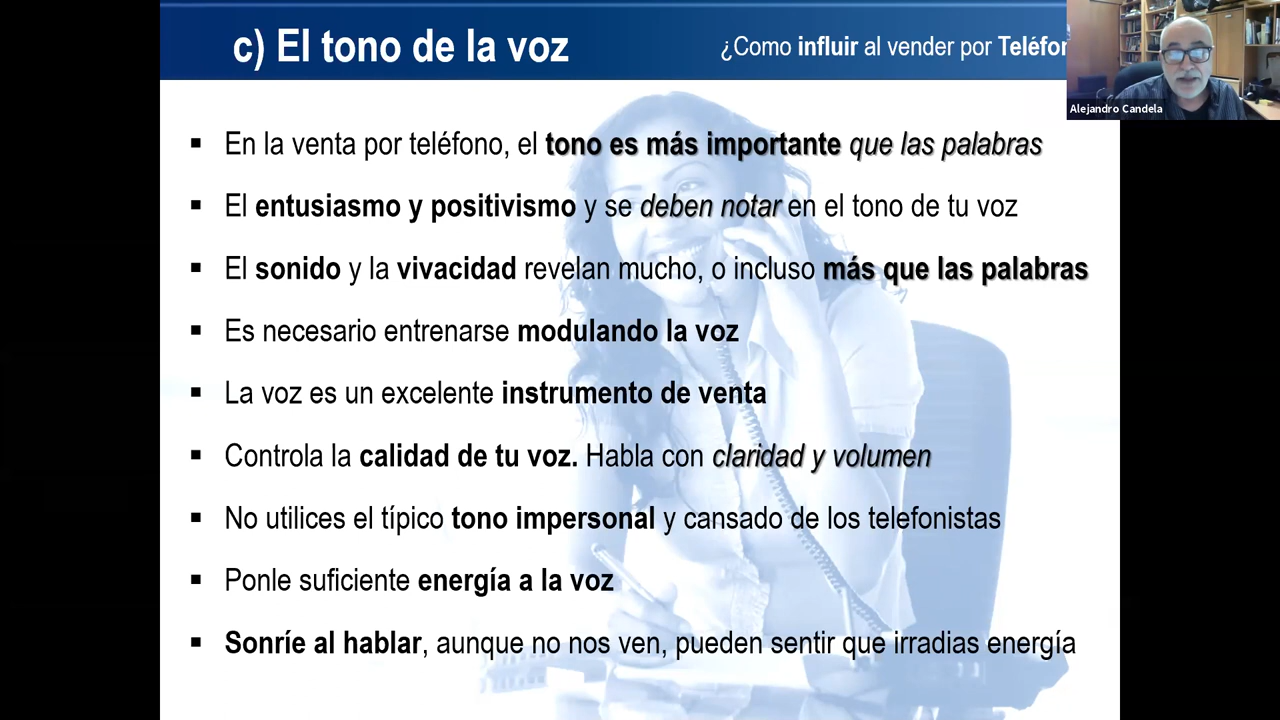 c) El tono de la voz
¿Como influir al vender por Teléfon
Alejandro Candela
En la venta por teléfono, el tono es más importante que las palabras
El entusiasmo y positivismo y se deben notar en el tono de tu voz
El sonido y la vivacidad revelan mucho, o incluso más que las palabras
Es necesario entrenarse modulando la voz
La voz es un excelente instrumento de venta
Controla la calidad de tu voz. Habla con claridad y volumen
No utilices el típico tono impersonal y cansado de los telefonistas
Ponle suficiente energía a la voz
Sonríe al hablar, aunque no nos ven, pueden sentir que irradias energía